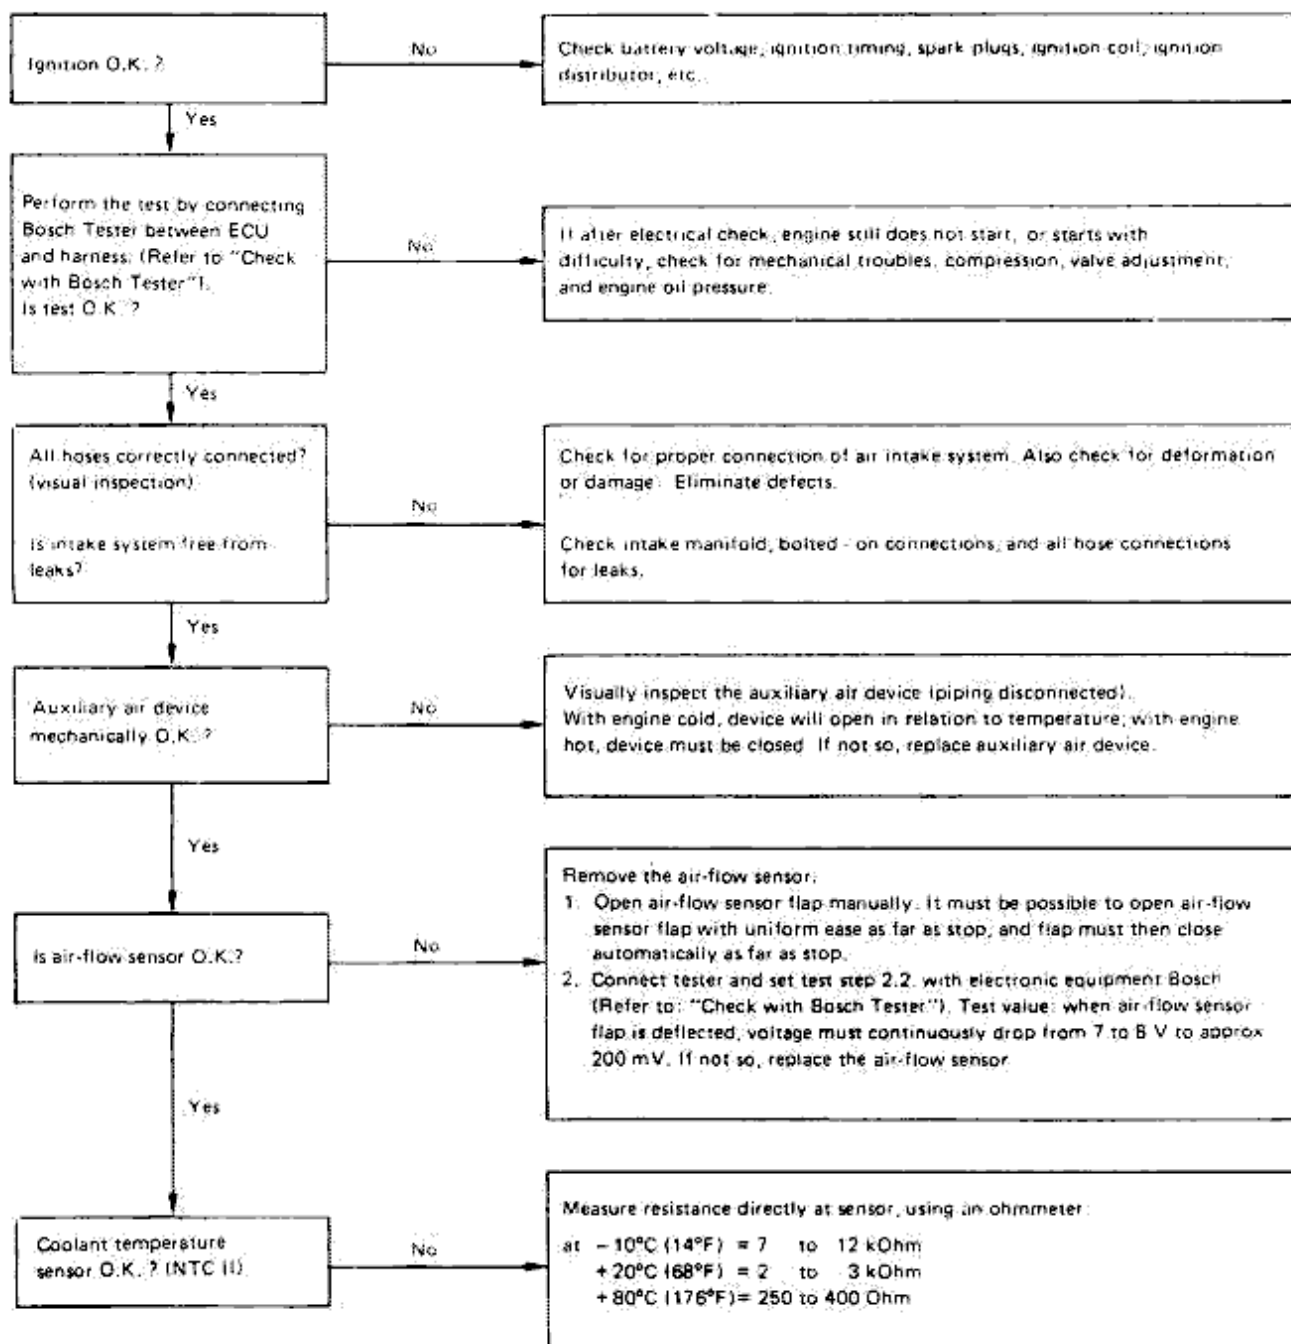 Ignition O.K. ?
No
Check battery voltage, ignition timing, spark plugs, ignition coil, ignition
distributor, etc.
Yes
Perform the test by connecting
Bosch Tester between ECU
and harness. (Refer to "Check
with Bosch Tester").
Is test O.K. ?
No
If after electrical check, engine still does not start, or starts with
difficulty, check for mechanical troubles, compression, valve adjustment,
and engine oil pressure.
Yes
All hoses correctly connected?
(visual inspection)
Is intake system free from
leaks?
No
Check for proper connection of air intake system. Also check for deformation
or damage. Eliminate defects.
Check intake manifold, bolted - on connections, and all hose connections
for leaks.
Yes
Auxiliary air device
mechanically O.K. ?
No
Visually inspect the auxiliary air device (piping disconnected).
With engine cold, device will open in relation to temperature; with engine
hot, device must be closed. If not so, replace auxiliary air device.
Yes
Is air-flow sensor O.K.?
No
Remove the air-flow sensor.
1. Open air-flow sensor flap manually. It must be possible to open air-flow
sensor flap with uniform ease as far as stop, and flap must then close
automatically as far as stop.
2. Connect tester and set test step 2.2. with electronic equipment Bosch
(Refer to: "Check with Bosch Tester"). Test value: when air-flow sensor
flap is deflected, voltage must continuously drop from 7 to 8 V to approx
200 mV. If not so, replace the air-flow sensor
Yes
Coolant temperature
sensor O.K. ? (NTC II)
No
Measure resistance directly at sensor, using an ohmmeter:
at – 10°C (14°F) = 7 to 12 kOhm
+ 20°C (68°F) = 2 to 3 kOhm
+ 80°C (176°F) = 250 to 400 Ohm